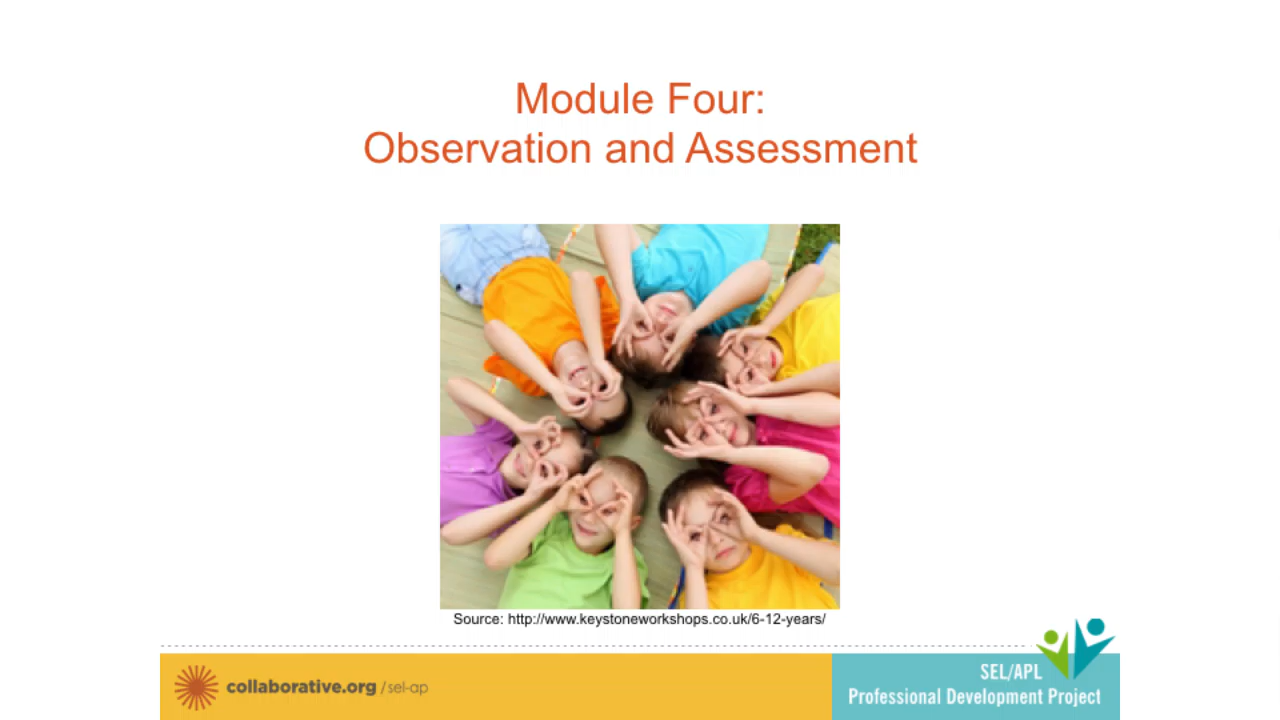 Module Four:
Observation and Assessment
Source: http://www.keystoneworkshops.co.uk/6-12-years/
collaborative.org /sel-ap
SEL/APL
Professional Development Project